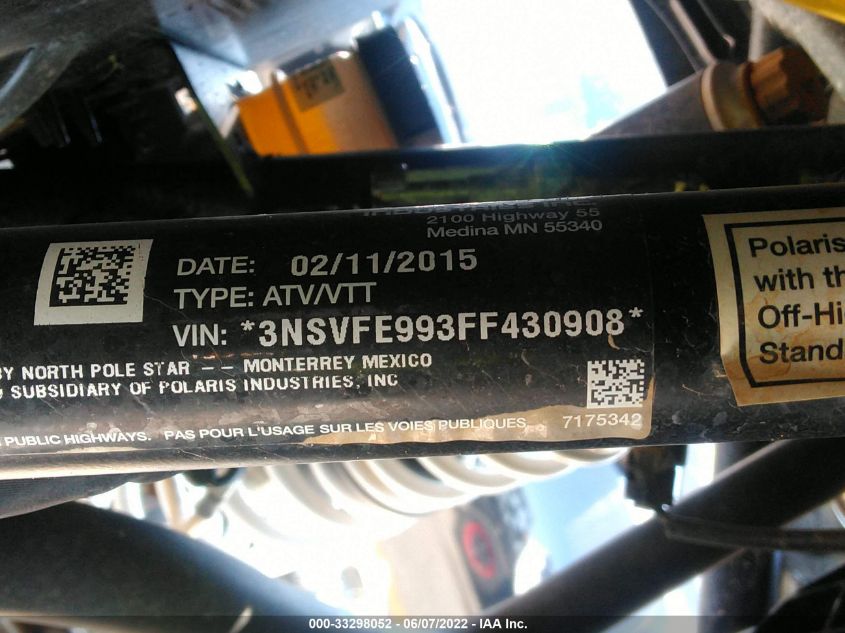 2100 Highway 55
Medina MN 55340
DATE: 02/11/2015
TYPE: ATV/VTT
VIN: *3NSVFE993FF430908*
BY NORTH POLE STAR – – MONTERREY MEXICO
SUBSIDIARY OF POLARIS INDUSTRIES, INC
PUBLIC HIGHWAYS. PAS POUR L'USAGE SUR LES VOIES PUBLIQUES.
7175342
Polaris
with th
Off-Hi
Stand
000-33298052 - 06/07/2022 - IAA Inc.